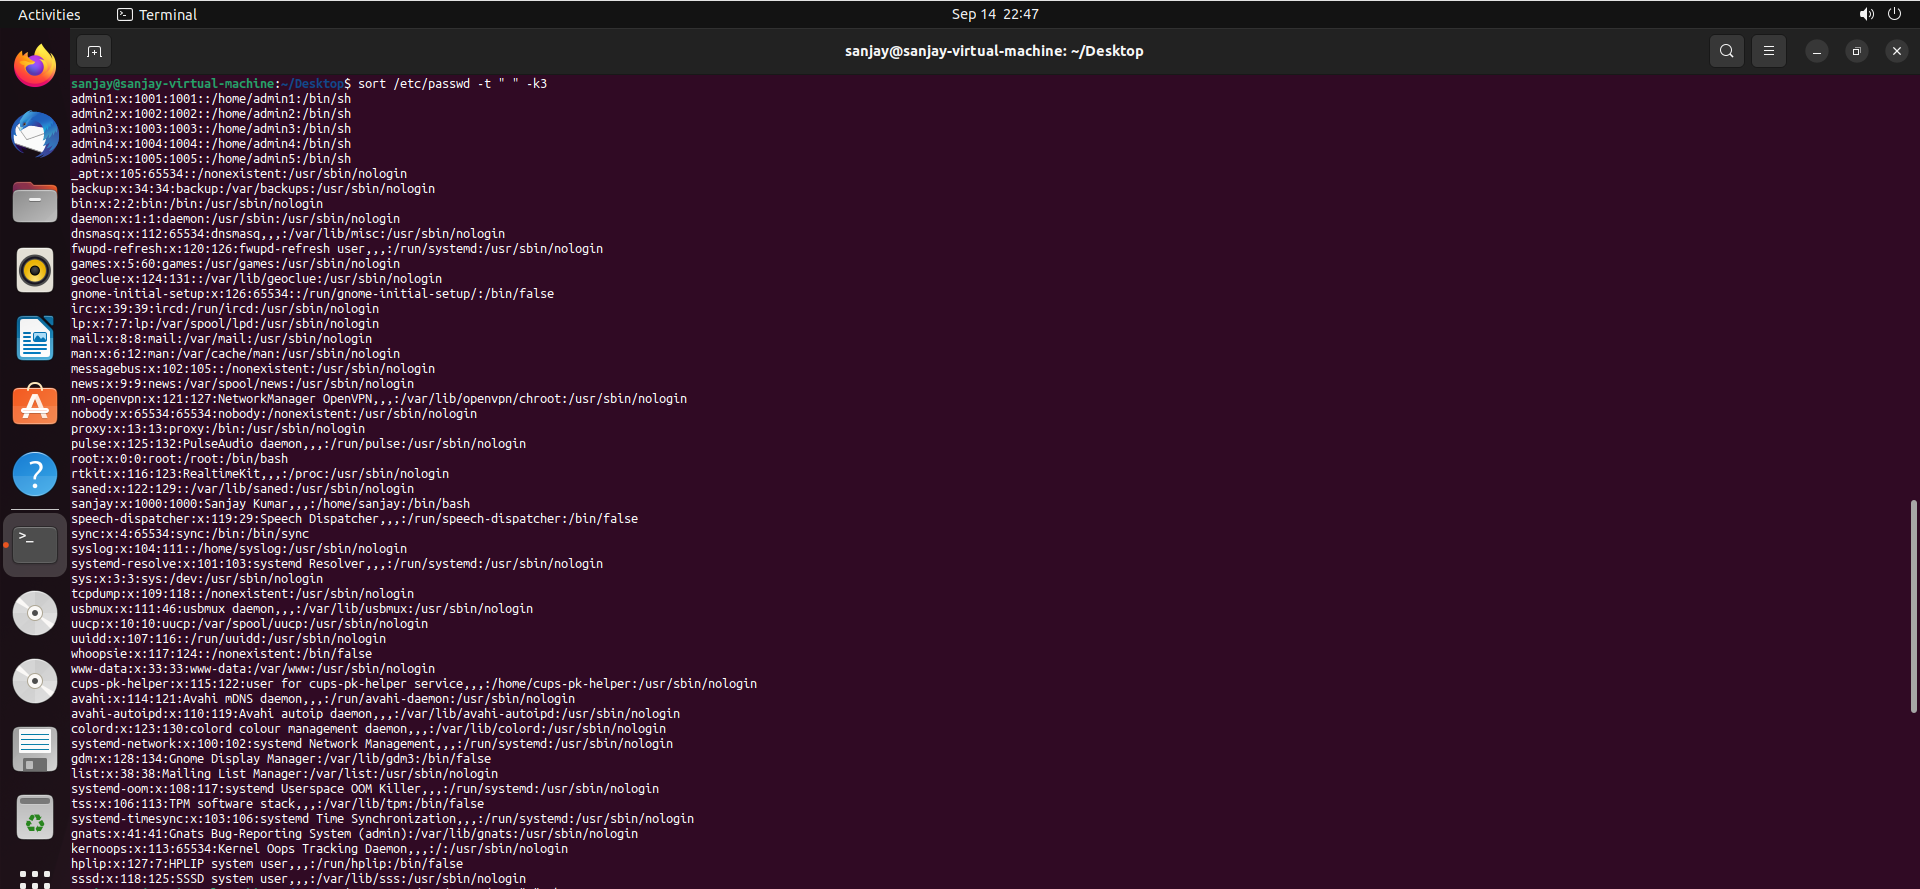 Activities
Terminal
Sep 14 22:47
sanjay@sanjay-virtual-machine: ~/Desktop
sanjay@sanjay-virtual-machine:~/Desktop$ sort /etc/passwd -t " " -k3
admin1:x:1001:1001::/home/admin1:/bin/sh
admin2:x:1002:1002::/home/admin2:/bin/sh
admin3:x:1003:1003::/home/admin3:/bin/sh
admin4:x:1004:1004::/home/admin4:/bin/sh
admin5:x:1005:1005::/home/admin5:/bin/sh
_apt:x:105:65534::/nonexistent:/usr/sbin/nologin
backup:x:34:34:backup:/var/backups:/usr/sbin/nologin
bin:x:2:2:bin:/bin:/usr/sbin/nologin
daemon:x:1:1:daemon:/usr/sbin:/usr/sbin/nologin
dnsmasq:x:112:65534:dnsmasq,,,:/var/lib/misc:/usr/sbin/nologin
fwupd-refresh:x:120:126:fwupd-refresh user,,,:/run/systemd:/usr/sbin/nologin
games:x:5:60:games:/usr/games:/usr/sbin/nologin
geoclue:x:124:131::/var/lib/geoclue:/usr/sbin/nologin
gnome-initial-setup:x:126:65534::/run/gnome-initial-setup/:/bin/false
irc:x:39:39:ircd:/run/ircd:/usr/sbin/nologin
lp:x:7:7:lp:/var/spool/lpd:/usr/sbin/nologin
mail:x:8:8:mail:/var/mail:/usr/sbin/nologin
man:x:6:12:man:/var/cache/man:/usr/sbin/nologin
messagebus:x:102:105::/nonexistent:/usr/sbin/nologin
news:x:9:9:news:/var/spool/news:/usr/sbin/nologin
nm-openvpn:x:121:127:NetworkManager OpenVPN,,,:/var/lib/openvpn/chroot:/usr/sbin/nologin
nobody:x:65534:65534:nobody:/nonexistent:/usr/sbin/nologin
proxy:x:13:13:proxy:/bin:/usr/sbin/nologin
pulse:x:125:132:PulseAudio daemon,,,:/run/pulse:/usr/sbin/nologin
root:x:0:0:root:/root:/bin/bash
rtkit:x:116:123:RealtimeKit,,,:/proc:/usr/sbin/nologin
saned:x:122:129::/var/lib/saned:/usr/sbin/nologin
sanjay:x:1000:1000:Sanjay Kumar,,,:/home/sanjay:/bin/bash
speech-dispatcher:x:119:29:Speech Dispatcher,,,:/run/speech-dispatcher:/bin/false
sync:x:4:65534:sync:/bin:/bin/sync
syslog:x:104:111::/home/syslog:/usr/sbin/nologin
systemd-resolve:x:101:103:systemd Resolver,,,:/run/systemd:/usr/sbin/nologin
sys:x:3:3:sys:/dev:/usr/sbin/nologin
tcpdump:x:109:118::/nonexistent:/usr/sbin/nologin
usbmux:x:111:46:usbmux daemon,,,:/var/lib/usbmux:/usr/sbin/nologin
uucp:x:10:10:uucp:/var/spool/uucp:/usr/sbin/nologin
uuidd:x:107:116::/run/uuidd:/usr/sbin/nologin
whoopsie:x:117:124::/nonexistent:/bin/false
www-data:x:33:33:www-data:/var/www:/usr/sbin/nologin
cups-pk-helper:x:115:122:user for cups-pk-helper service,,,:/home/cups-pk-helper:/usr/sbin/nologin
avahi:x:114:121:Avahi mDNS daemon,,,:/run/avahi-daemon:/usr/sbin/nologin
avahi-autoipd:x:110:119:Avahi autoip daemon,,,:/var/lib/avahi-autoipd:/usr/sbin/nologin
colord:x:123:130:colord colour management daemon,,,:/var/lib/colord:/usr/sbin/nologin
systemd-network:x:100:102:systemd Network Management,,,:/run/systemd:/usr/sbin/nologin
gdm:x:128:134:Gnome Display Manager:/var/lib/gdm3:/bin/false
list:x:38:38:Mailing List Manager:/var/list:/usr/sbin/nologin
systemd-oom:x:108:117:systemd Userspace OOM Killer,,,:/run/systemd:/usr/sbin/nologin
tss:x:106:113:TPM software stack,,,:/var/lib/tpm:/bin/false
systemd-timesync:x:103:106:systemd Time Synchronization,,,:/run/systemd:/usr/sbin/nologin
gnats:x:41:41:Gnats Bug-Reporting System (admin):/var/lib/gnats:/usr/sbin/nologin
kernoops:x:113:65534:Kernel Oops Tracking Daemon,,,:/:/usr/sbin/nologin
hplip:x:127:7:HPLIP system user,,,:/run/hplip:/bin/false
sssd:x:118:125:SSSD system user,,,:/var/lib/sss:/usr/sbin/nologin